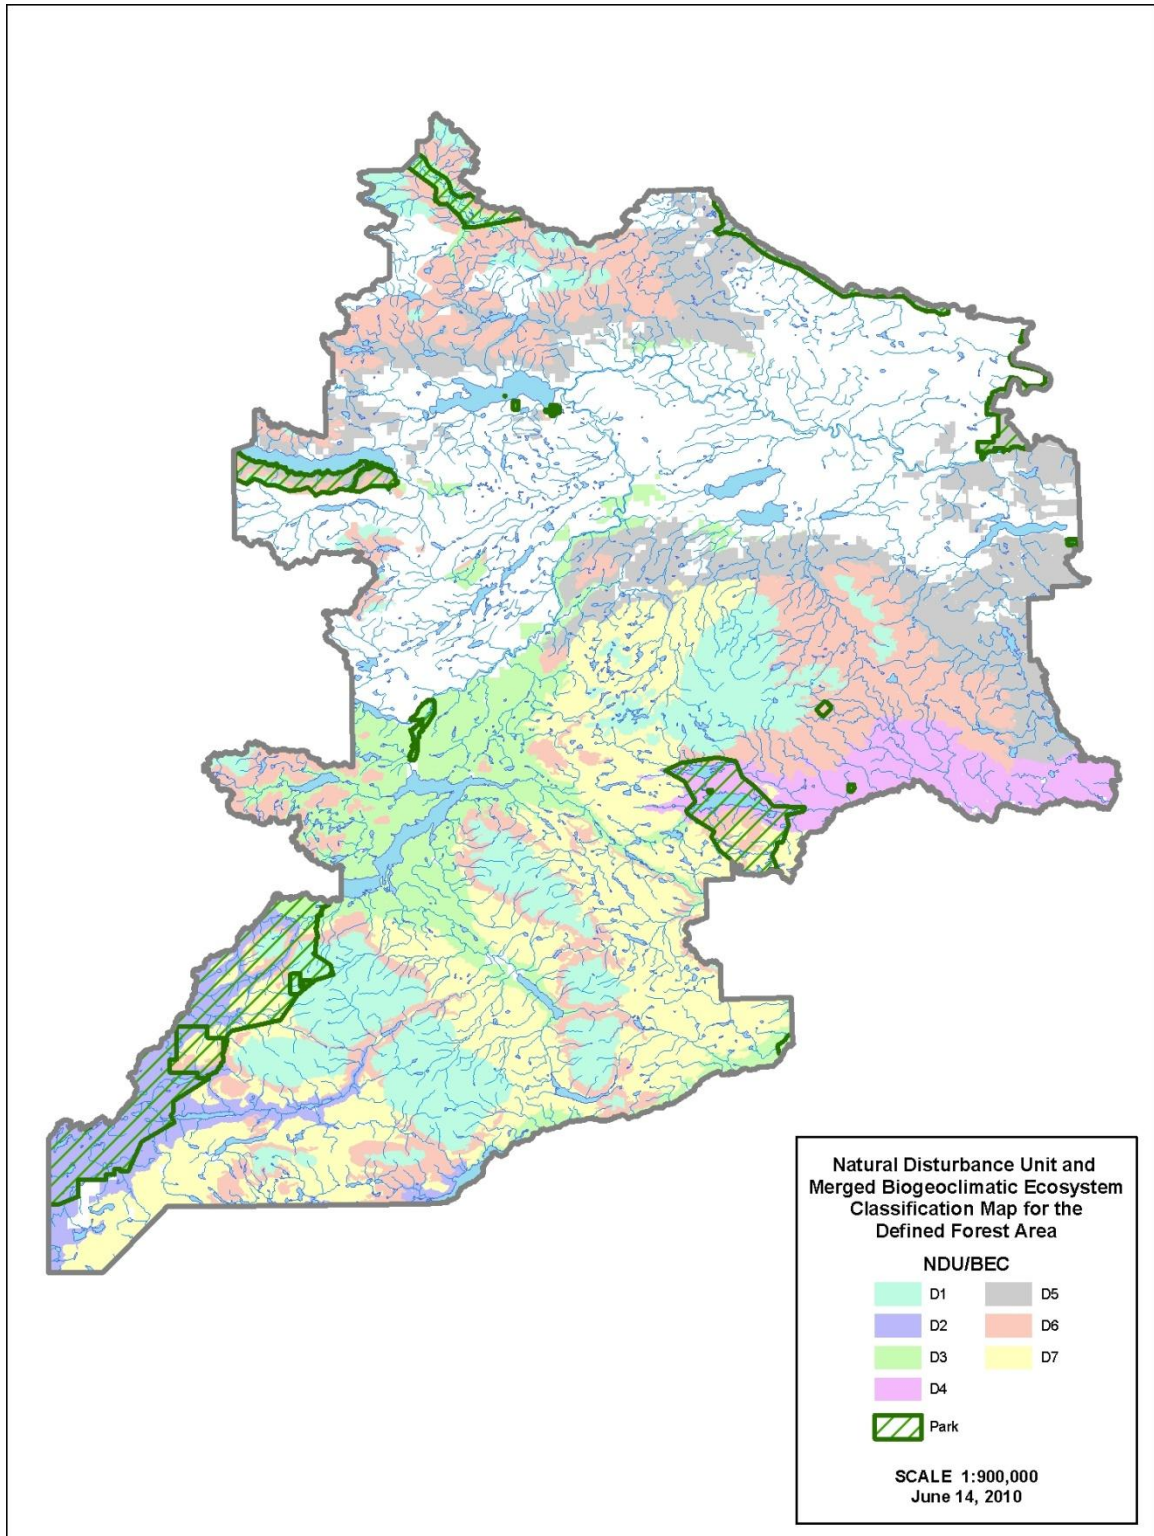 Natural Disturbance Unit and
Merged Biogeoclimatic Ecosystem
Classification Map for the
Defined Forest Area
NDU/BEC
D1 D5
D2 D6
D3 D7
D4
Park
SCALE 1:900,000
June 14, 2010